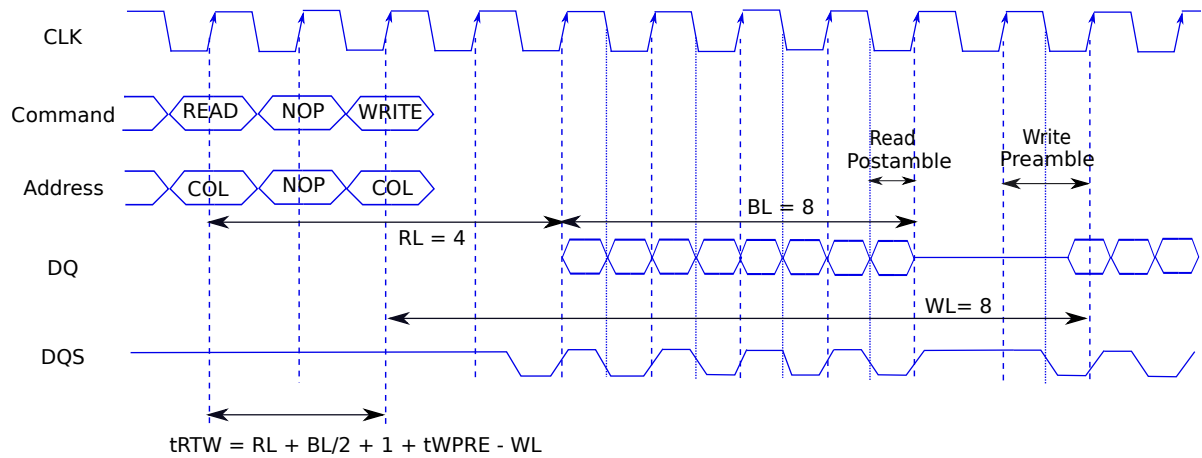 CLK
Command
READ
NOP
WRITE
Read
Postamble
Write
Preamble
Address
COL
NOP
COL
RL = 4
BL = 8
DQ
WL= 8
DQS
tRTW = RL + BL/2 + 1 + tWPRE - WL